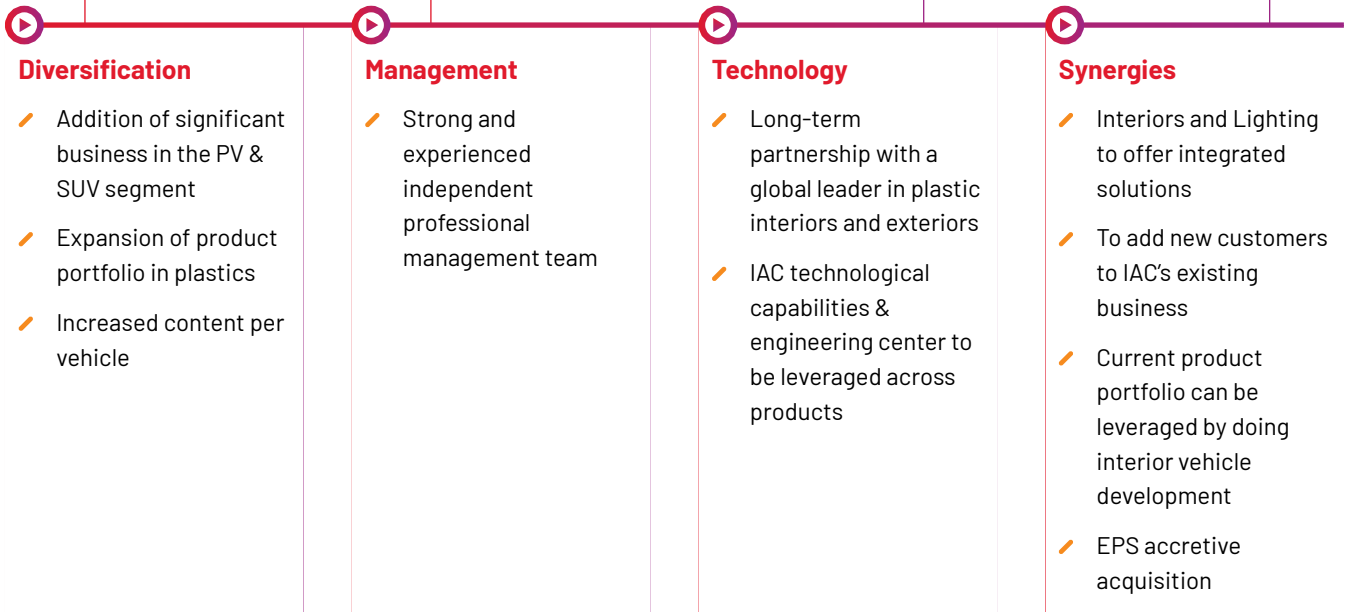 Diversification
Addition of significant
business in the PV &
SUV segment
Expansion of product
portfolio in plastics
Increased content per
vehicle
Management
Strong and
experienced
independent
professional
management team
Technology
Long-term
partnership with a
global leader in plastic
interiors and exteriors
IAC technological
capabilities &
engineering center to
be leveraged across
products
Synergies
Interiors and Lighting
to offer integrated
solutions
To add new customers
to IAC's existing
business
Current product
portfolio can be
leveraged by doing
interior vehicle
development
EPS accretive
acquisition